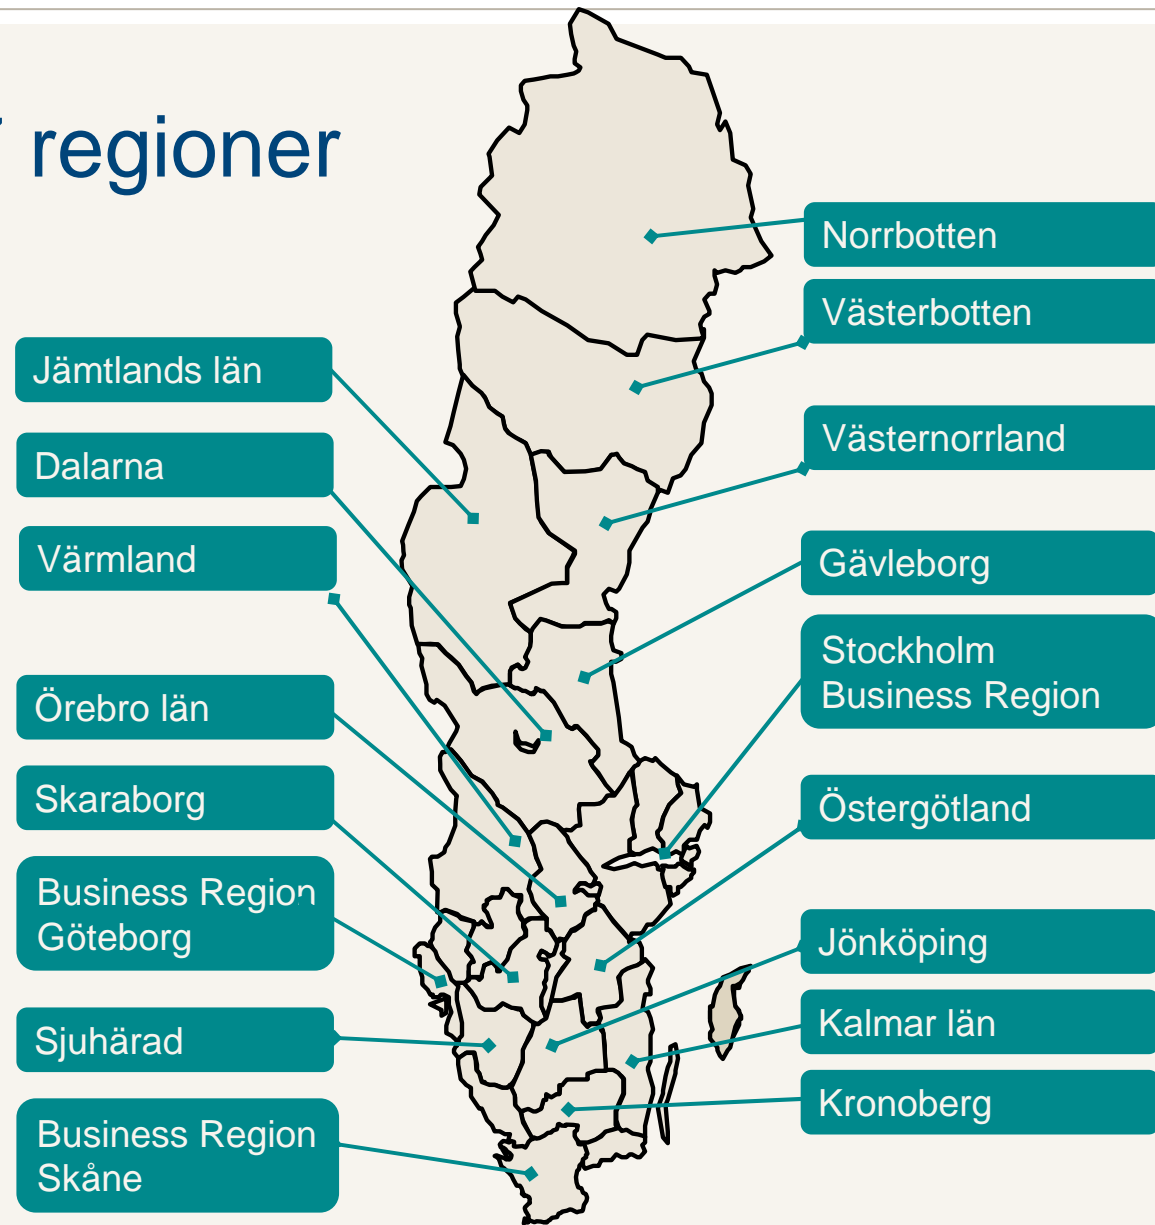 regioner
Norrbotten
Västerbotten
Jämtlands län
Västernorrland
Dalarna
Värmland
Gävleborg
Stockholm
Business Region
Örebro län
Skaraborg
Östergötland
Business Region
Göteborg
Jönköping
Sjuhärad
Kalmar län
Kronoberg
Business Region
Skåne